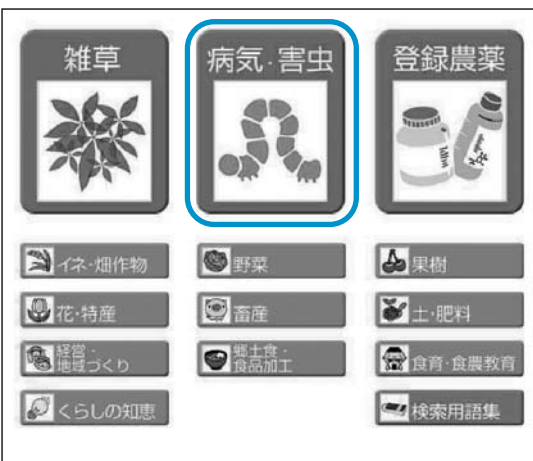 雑草
病気・害虫
登録農薬
イネ・畑作物
野菜
果樹
花・特産
畜産
土・肥料
経営・
地域づくり
郷土食・
食品加工
食育・食農教育
くらしの知恵
検索用語集